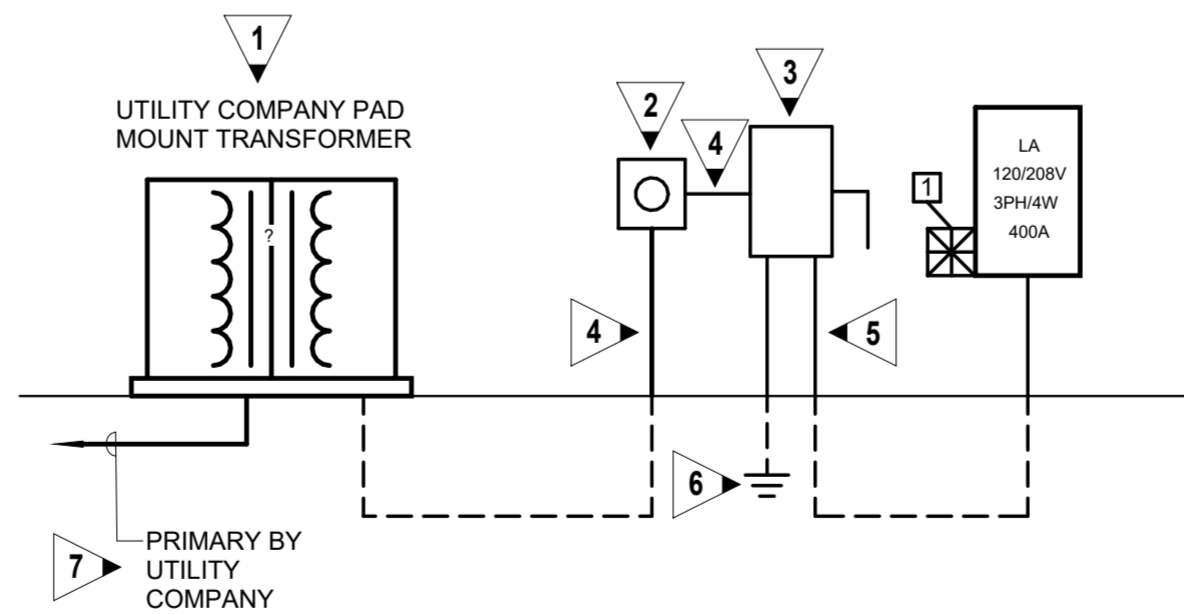 1
UTILITY COMPANY PAD
MOUNT TRANSFORMER
?
2
4
3
1
LA
120/208V
3PH/4W
400A
4
5
6
7
PRIMARY BY
UTILITY
COMPANY